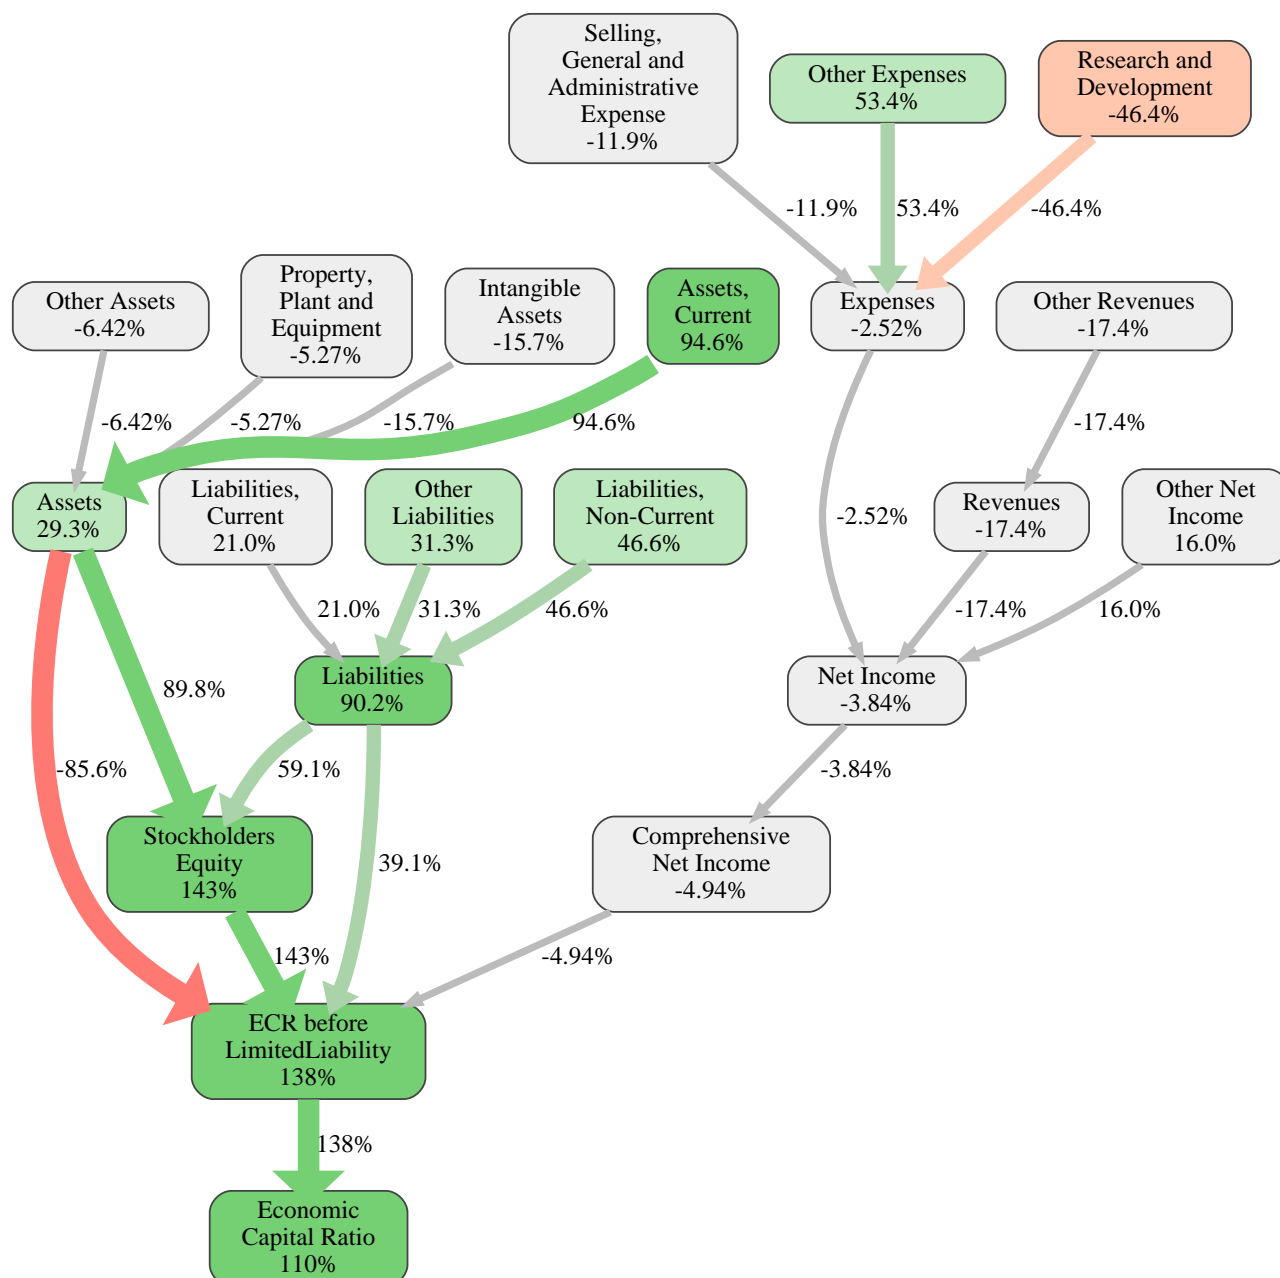 Selling,
General and
Administrative
Expense
-11.9%
Other Expenses
53.4%
Research and
Development
-46.4%
-11.9%
53.4%
-46.4%
Other Assets
-6.42%
Property,
Plant and
Equipment
-5.27%
Intangible
Assets
-15.7%
Assets,
Current
94.6%
Expenses
-2.52%
Other Revenues
-17.4%
-6.42%
-5.27%
-15.7%
94.6%
-17.4%
Assets
29.3%
Liabilities,
Current
21.0%
Other
Liabilities
31.3%
Liabilities,
Non-Current
46.6%
-2.52%
Revenues
-17.4%
Other Net
Income
16.0%
21.0%
31.3%
46.6%
-17.4%
16.0%
89.8%
Liabilities
90.2%
Net Income
-3.84%
-85.6%
59.1%
-3.84%
Stockholders
Equity
143%
39.1%
Comprehensive
Net Income
-4.94%
143%
-4.94%
ECR before
LimitedLiability
138%
138%
Economic
Capital Ratio
110%